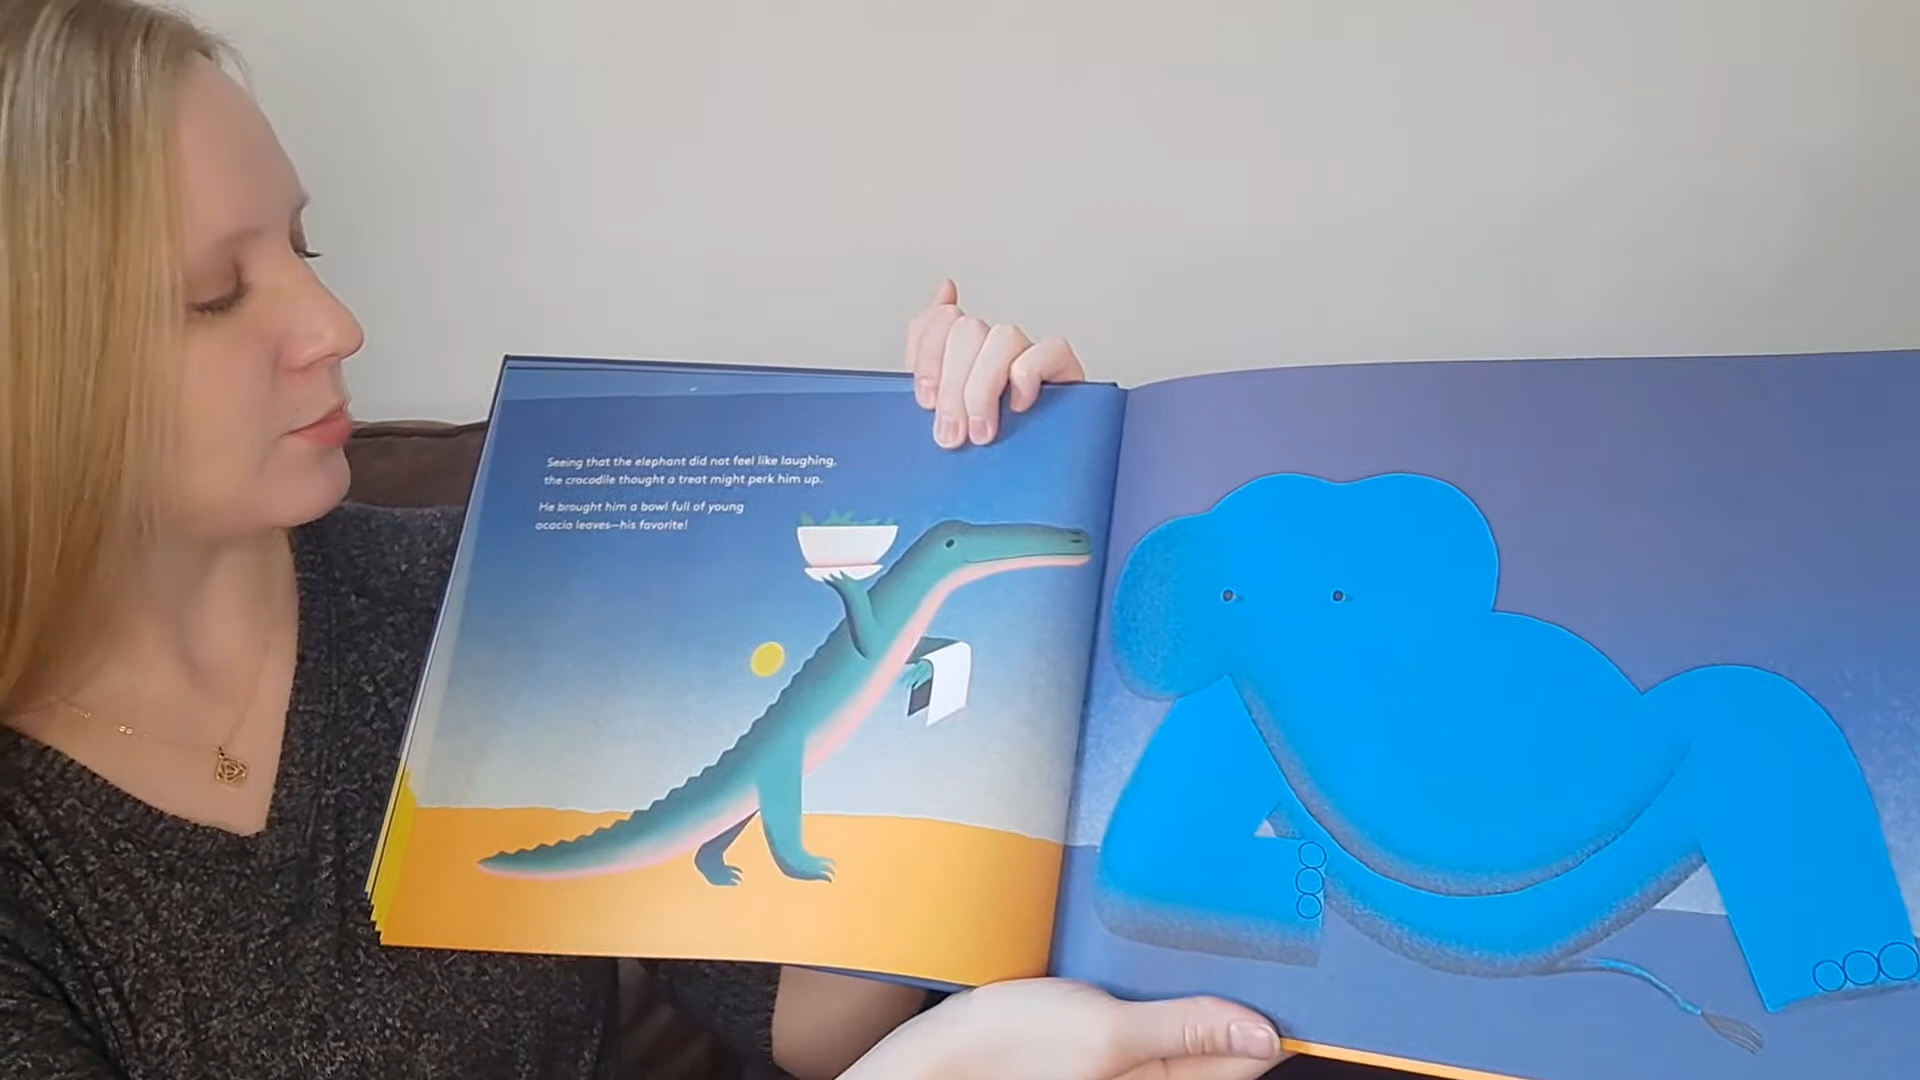 Seeing that the elephant did not feel like laughing,
the crocodile thought a treat might perk him up.
He brought him a bowl full of young
acacia leaves—his favorite!